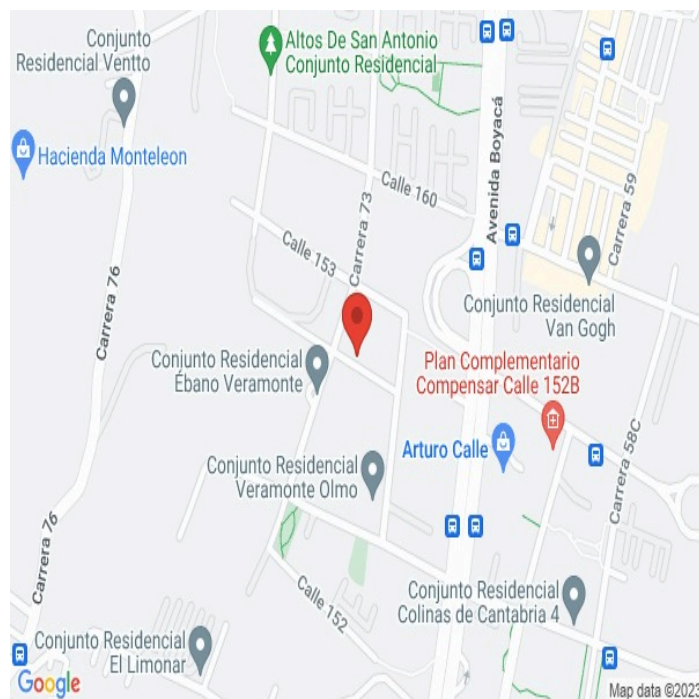 Conjunto
Residencial Ventto
Altos De San Antonio
Conjunto Residencial
Hacienda Monteleon
Calle 160
Carrera 73
Avenida Boyacá
Carrera 59
Calle 153
Conjunto Residencial
Van Gogh
Carrera 76
Conjunto Residencial
Ébano Veramonte
Plan Complementario
Compensar Calle 152B
Arturo Calle
Conjunto Residencial
Veramonte Olmo
Carrera 58C
Carrera 76
Calle 152
Conjunto Residencial
Colinas de Cantabria 4
Conjunto Residencial
El Limonar
Google
Map data ©2023